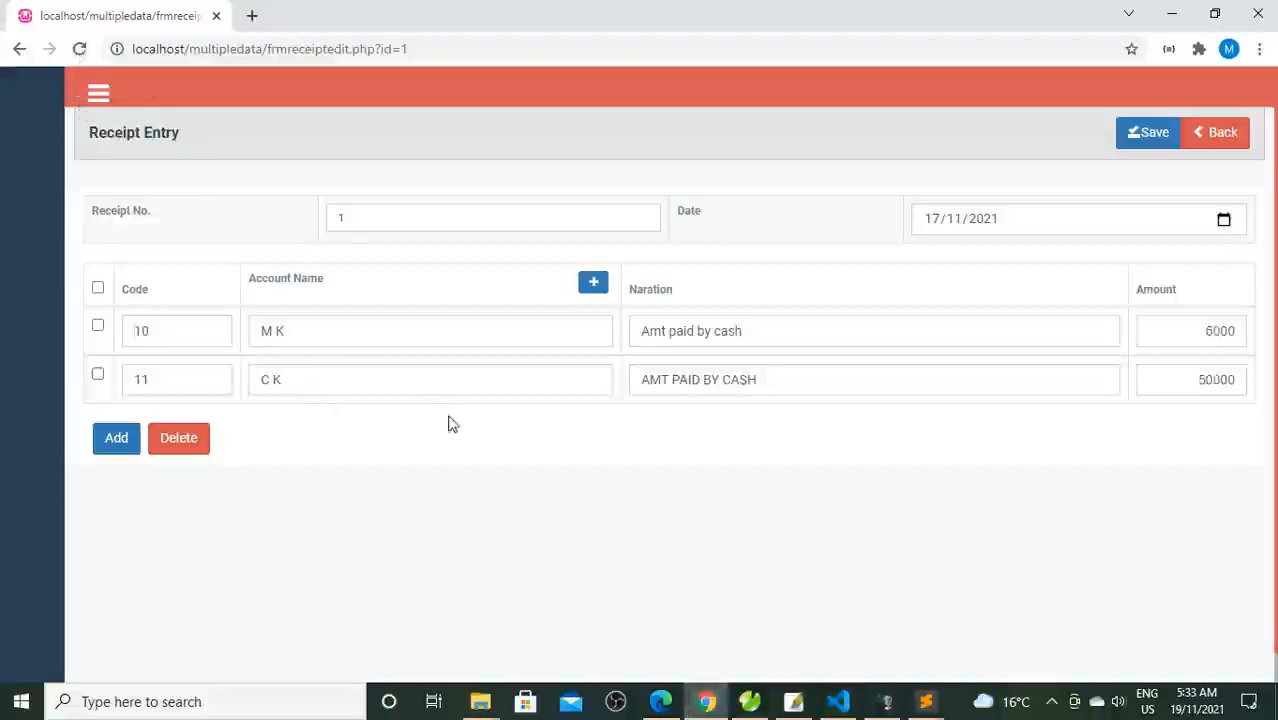 localhost/multipledata/frmreceip
localhost/multipledata/frmreceiptedit.php?id=1
M
Receipt Entry
Save
Back
Receipt No.
1
Date
17/11/2021
Code
Account Name
+
Naration
Amount
10
M K
Amt paid by cash
6000
11
C K
AMT PAID BY CASH
50000
Add
Delete
Type here to search
16°C
ENG
US
5:33 AM
19/11/2021